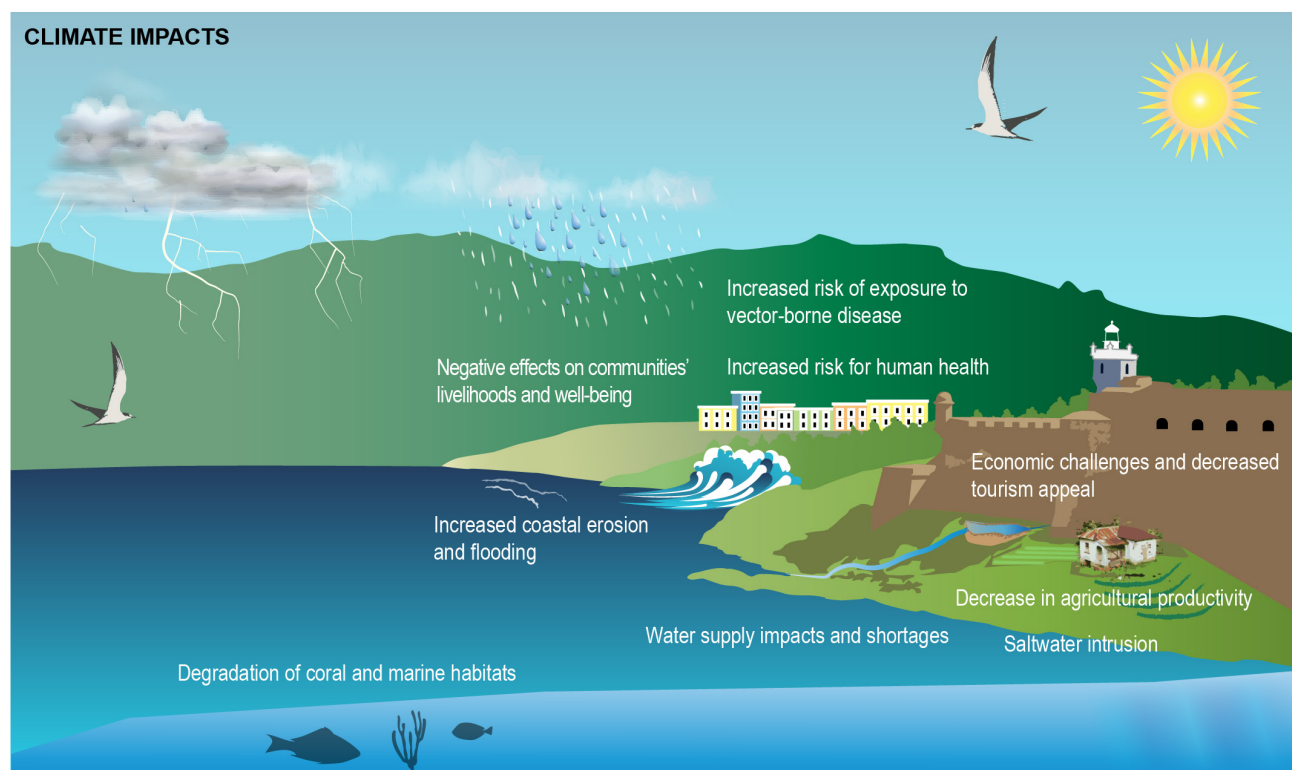 CLIMATE IMPACTS
Increased risk of exposure to
vector-borne disease
Negative effects on communities’
livelihoods and well-being
Increased risk for human health
Economic challenges and decreased
tourism appeal
Increased coastal erosion
and flooding
Decrease in agricultural productivity
Water supply impacts and shortages
Saltwater intrusion
Degradation of coral and marine habitats